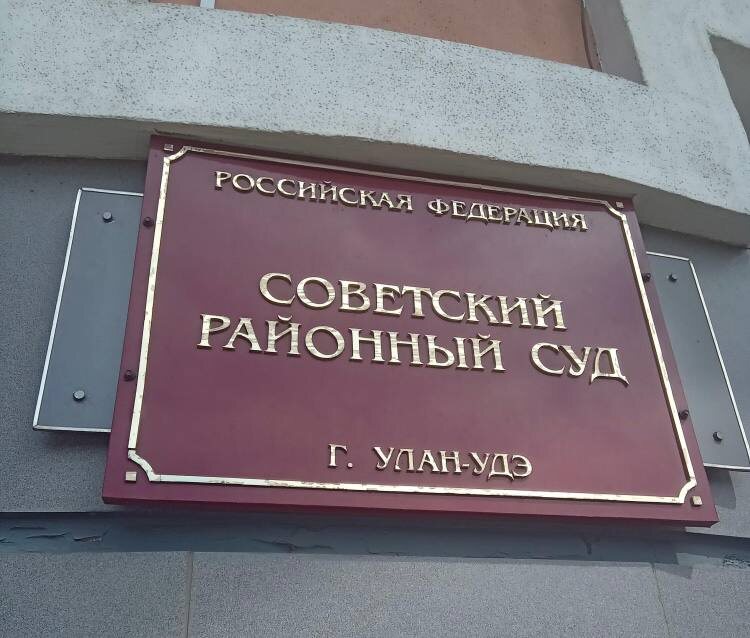 РОССИЙСКАЯ ФЕДЕРАЦИЯ
СОВЕТСКИЙ
РАЙОННЫЙ СУД
Г. УЛАН-УДЭ